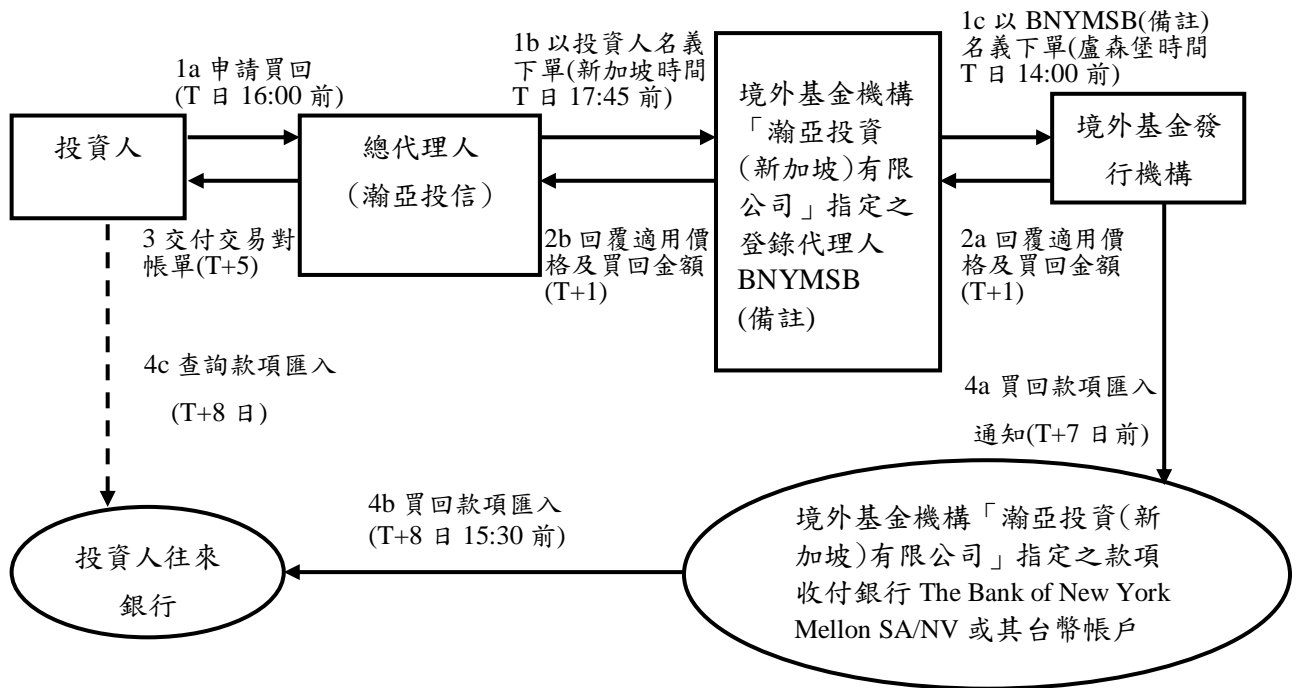 1a 申請買回
(T 日 16:00 前)
1b 以投資人名義
下單(新加坡時間
T 日 17:45 前)
1c 以 BNYMSB(備註)
名義下單(盧森堡時間
T 日 14:00 前)
投資人
總代理人
(瀚亞投信)
境外基金機構
「瀚亞投資
(新加坡)有限
公司」指定之
登錄代理人
BNYMSB
(備註)
境外基金發
行機構
3 交付交易對
帳單(T+5)
2b 回覆適用價
格及買回金額
(T+1)
2a 回覆適用價
格及買回金額
(T+1)
4c 查詢款項匯入
(T+8 日)
4a 買回款項匯入
通知(T+7 日前)
4b 買回款項匯入
(T+8 日 15:30 前)
投資人往來
銀行
境外基金機構「瀚亞投資(新
加坡)有限公司」指定之款項
收付銀行 The Bank of New York
Mellon SA/NV 或其台幣帳戶